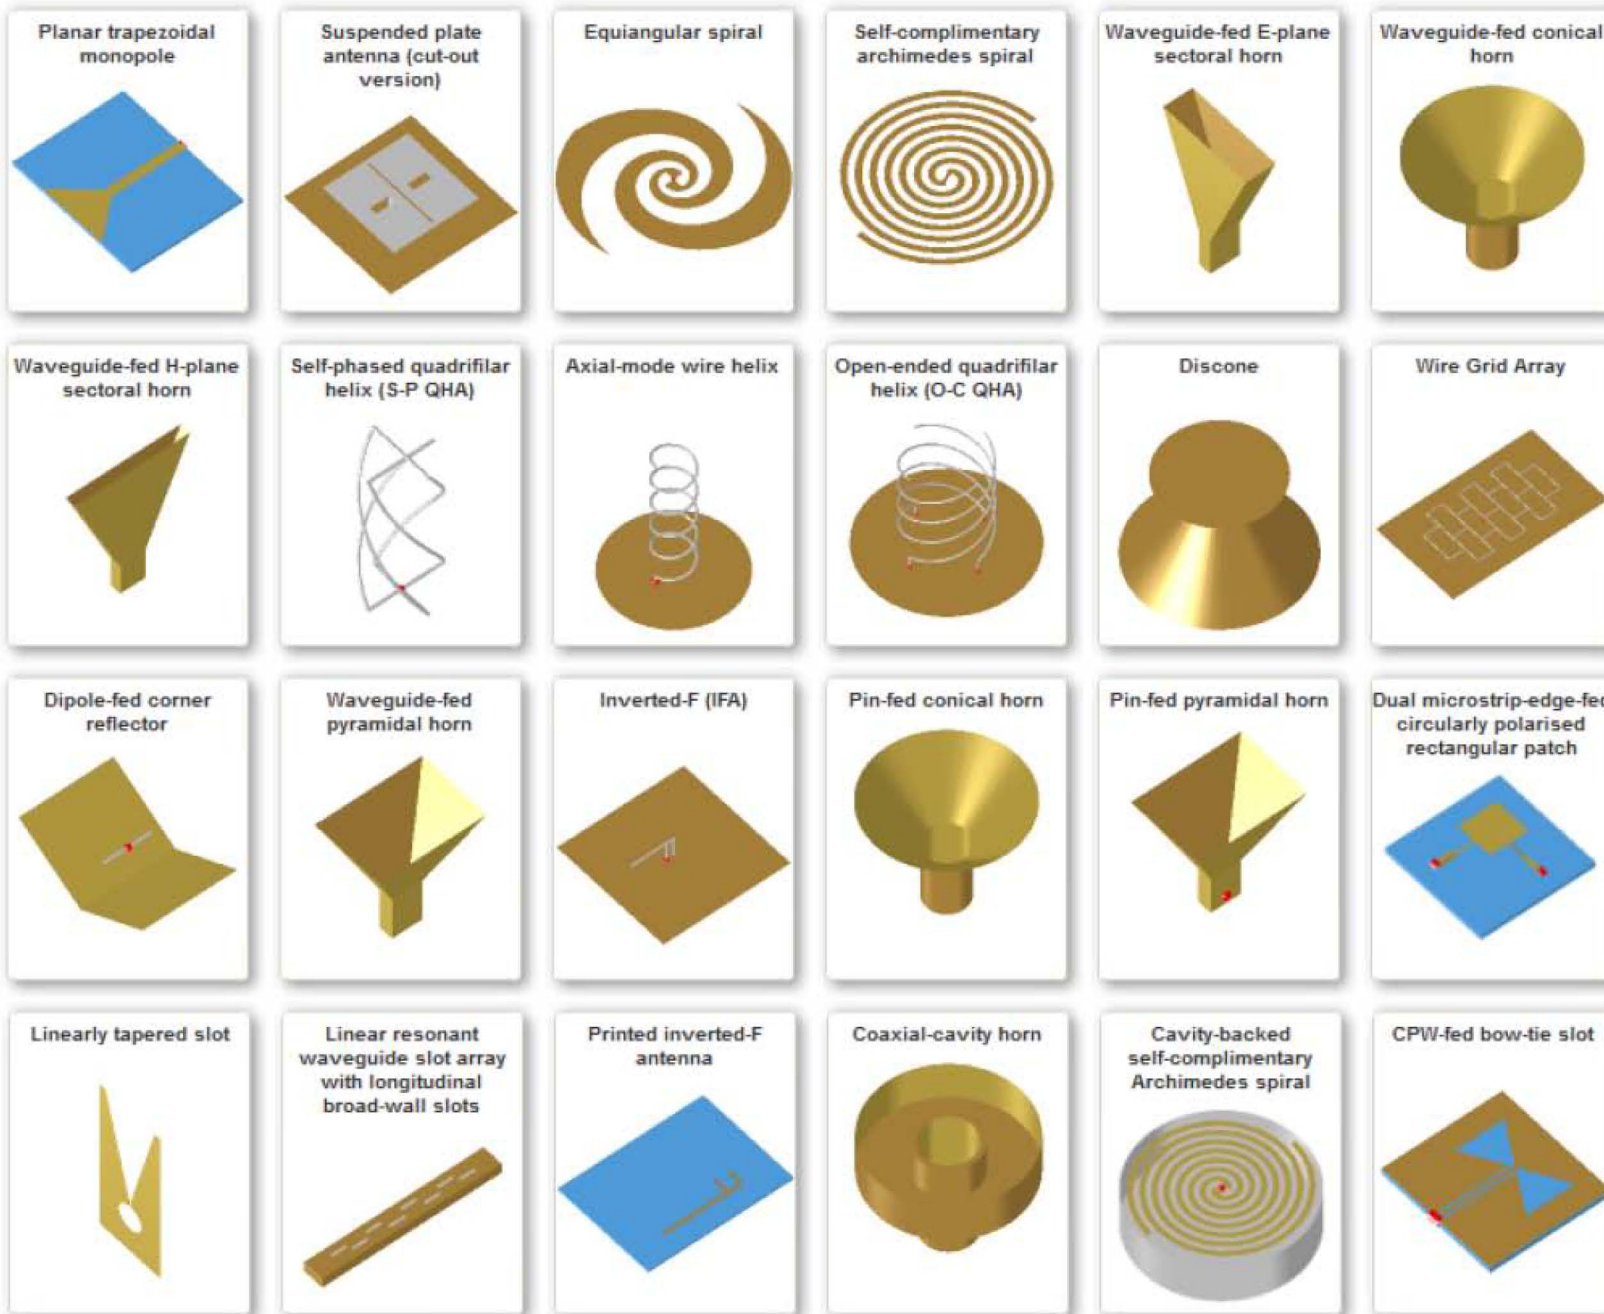 Planar trapezoidal
monopole
Suspended plate
antenna (cut-out
version)
Equiangular spiral
Self-complimentary
archimedes spiral
Waveguide-fed E-plane
sectoral horn
Waveguide-fed conical
horn
Waveguide-fed H-plane
sectoral horn
Self-phased quadrifilar
helix (S-P QHA)
Axial-mode wire helix
Open-ended quadrifilar
helix (O-C QHA)
Discone
Wire Grid Array
Dipole-fed corner
reflector
Waveguide-fed
pyramidal horn
Inverted-F (IFA)
Pin-fed conical horn
Pin-fed pyramidal horn
Dual microstrip-edge-fed
circularly polarised
rectangular patch
Linearly tapered slot
Linear resonant
waveguide slot array
with longitudinal
broad-wall slots
Printed inverted-F
antenna
Coaxial-cavity horn
Cavity-backed
self-complimentary
Archimedes spiral
CPW-fed bow-tie slot